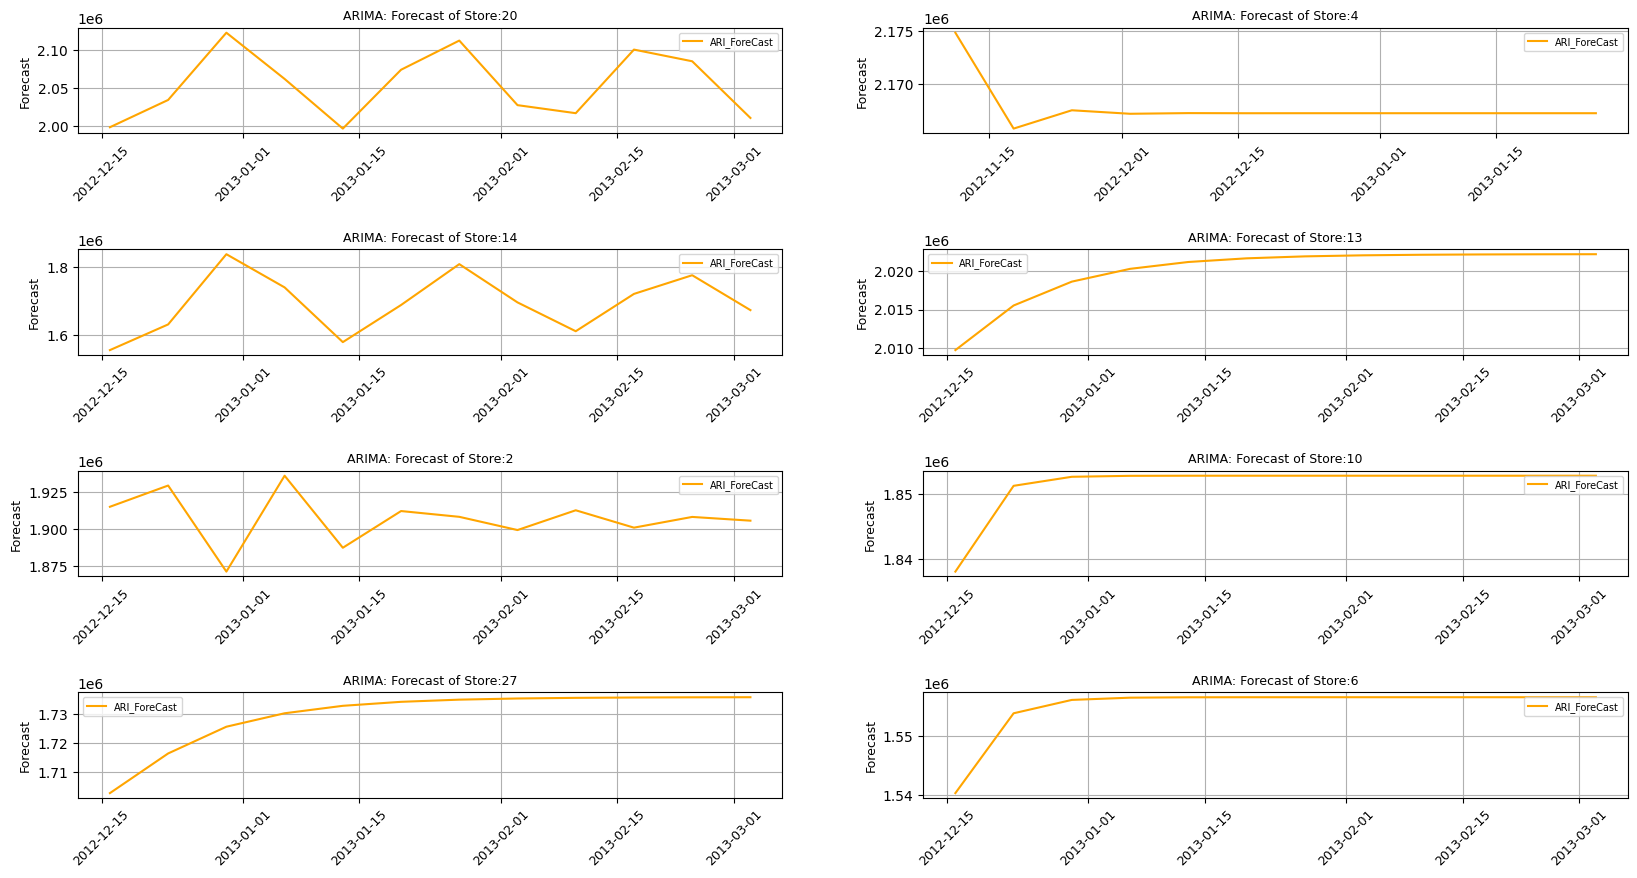 ARIMA: Forecast of Store:20
1e6
ARI_ForeCast
Forecast
2.10
2.05
2.00
2012-12-15
2013-01-01
2013-01-15
2013-02-01
2013-02-15
2013-03-01
ARIMA: Forecast of Store:4
1e6
ARI_ForeCast
Forecast
2.175
2.170
2012-11-15
2012-12-01
2012-12-15
2013-01-01
2013-01-15
ARIMA: Forecast of Store:14
1e6
ARI_ForeCast
Forecast
1.8
1.6
2012-12-15
2013-01-01
2013-01-15
2013-02-01
2013-02-15
2013-03-01
ARIMA: Forecast of Store:13
1e6
ARI_ForeCast
Forecast
2.020
2.015
2.010
2012-12-15
2013-01-01
2013-01-15
2013-02-01
2013-02-15
2013-03-01
ARIMA: Forecast of Store:2
1e6
ARI_ForeCast
Forecast
1.925
1.900
1.875
2012-12-15
2013-01-01
2013-01-15
2013-02-01
2013-02-15
2013-03-01
ARIMA: Forecast of Store:10
1e6
ARI_ForeCast
Forecast
1.85
1.84
2012-12-15
2013-01-01
2013-01-15
2013-02-01
2013-02-15
2013-03-01
ARIMA: Forecast of Store:27
1e6
ARI_ForeCast
Forecast
1.73
1.72
1.71
2012-12-15
2013-01-01
2013-01-15
2013-02-01
2013-02-15
2013-03-01
ARIMA: Forecast of Store:6
1e6
ARI_ForeCast
Forecast
1.55
1.54
2012-12-15
2013-01-01
2013-01-15
2013-02-01
2013-02-15
2013-03-01